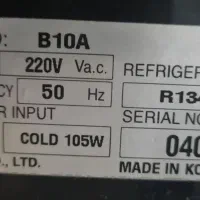 : B10A
220V Va.c. REFRIGER
CY 50 Hz R134
R INPUT SERIAL NO
COLD 105W 040
O., LTD. MADE IN KO